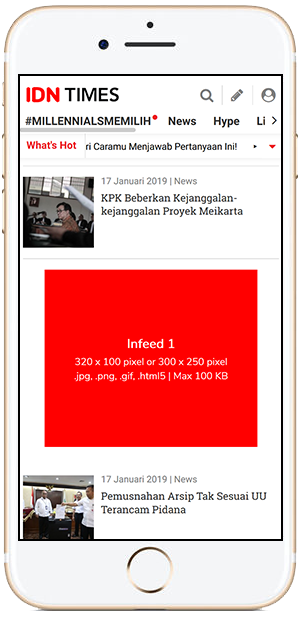 IDN TIMES
#MILLENNIALSMEMILIH News Hype Li
What's Hot ri Caramu Menjawab Pertanyaan Ini!
17 Januari 2019 | News
KPK Beberkan Kejanggalan-
kejanggalan Proyek Meikarta
Infeed 1
320 x 100 pixel or 300 x 250 pixel
.jpg, .png, .gif, .html5 | Max 100 KB
17 Januari 2019 | News
Pemusnahan Arsip Tak Sesuai UU
Terancam Pidana